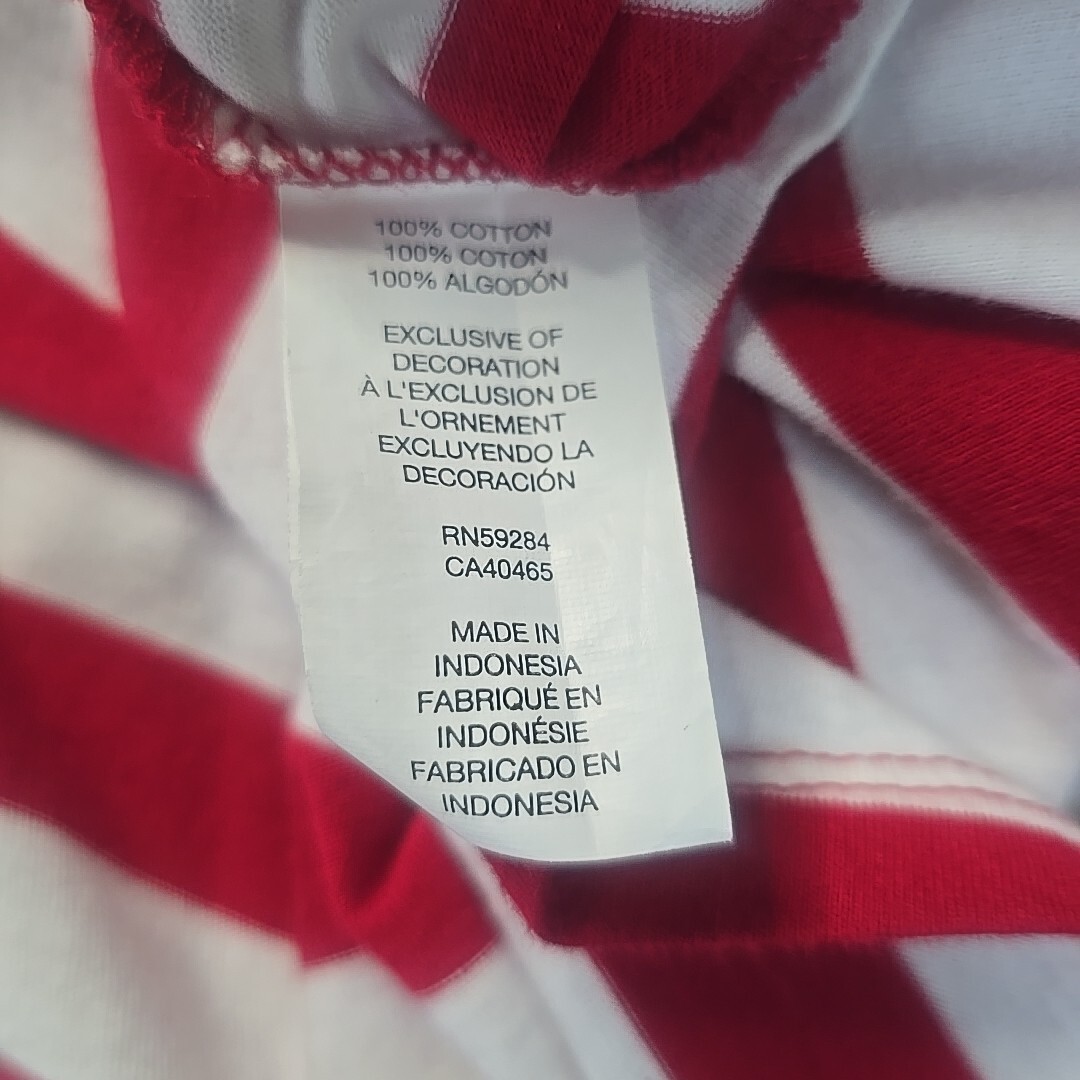 100% COTTON
100% COTON
100% ALGODÓN
EXCLUSIVE OF
DECORATION
À L'EXCLUSION DE
L'ORNEMENT
EXCLUYENDO LA
DECORACIÓN
RN59284
CA40465
MADE IN
INDONESIA
FABRIQUÉ EN
INDONÉSIE
FABRICADO EN
INDONESIA